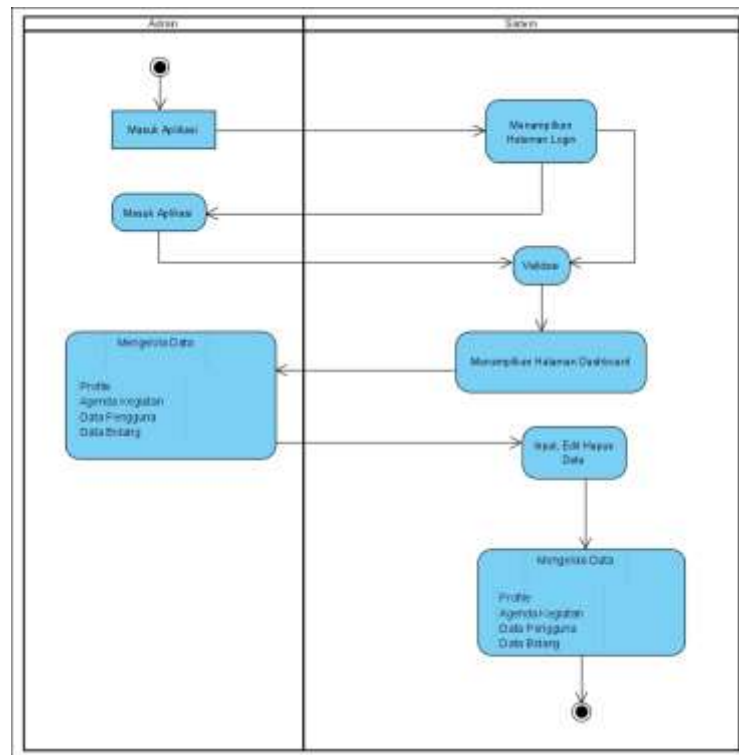 Admin
Sistem
Masuk Aplikasi
Menampilkan
Halaman Login
Masuk Aplikasi
Validasi
Mengelola Data
Profile
Agenda Kegiatan
Data Pengguna
Data Bidang
Menampilkan Halaman Dashboard
Input, Edit Hapus
Data
Mengelola Data
Profile
Agenda Kegiatan
Data Pengguna
Data Bidang